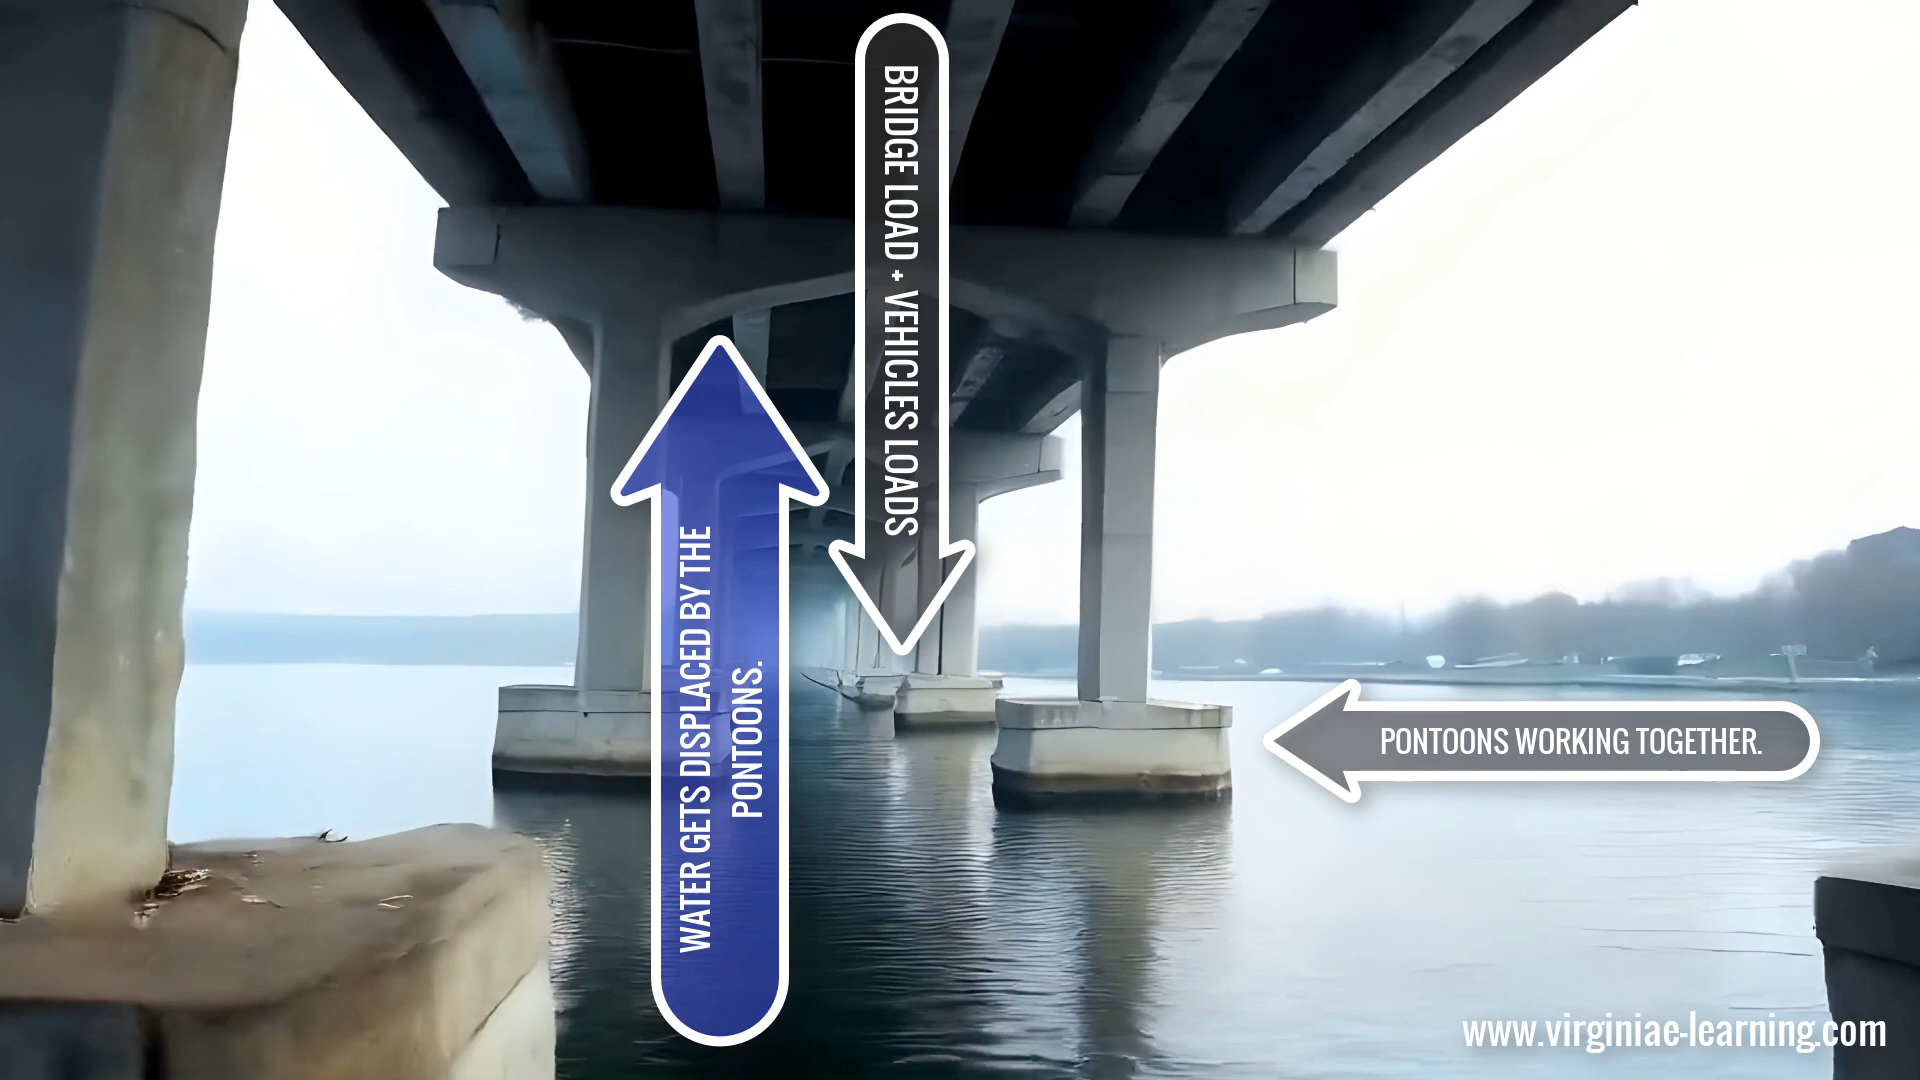 BRIDGE LOAD + VEHICLES LOADS
WATER GETS DISPLACED BY THE
PONTOONS.
PONTOONS WORKING TOGETHER.
www.virginiae-learning.com